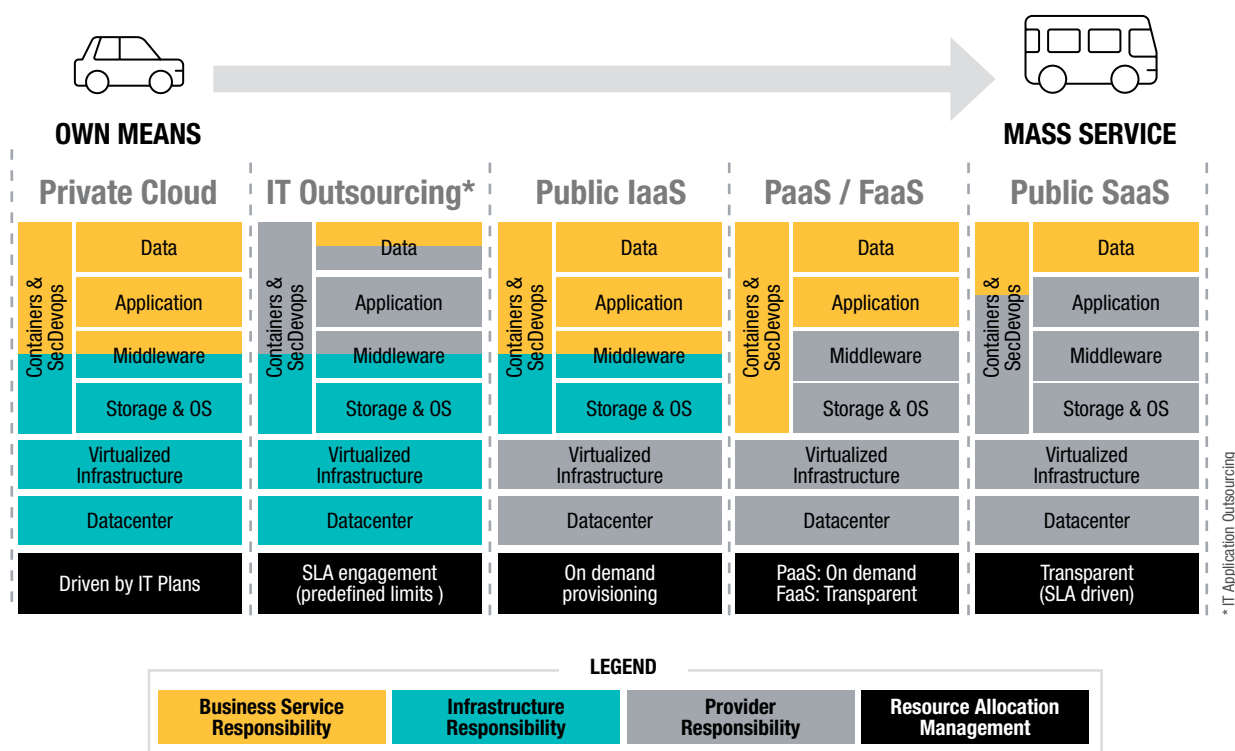 OWN MEANS
MASS SERVICE
Private Cloud
Containers &
SecDevops
Data
Application
Middleware
Storage & OS
Virtualized
Infrastructure
Datacenter
Driven by IT Plans
IT Outsourcing*
Containers &
SecDevops
Data
Application
Middleware
Storage & OS
Virtualized
Infrastructure
Datacenter
SLA engagement
(predefined limits )
Public IaaS
Containers &
SecDevops
Data
Application
Middleware
Storage & OS
Virtualized
Infrastructure
Datacenter
On demand
provisioning
PaaS / FaaS
Containers &
SecDevops
Data
Application
Middleware
Storage & OS
Virtualized
Infrastructure
Datacenter
PaaS: On demand
FaaS: Transparent
Public SaaS
Containers &
SecDevops
Data
Application
Middleware
Storage & OS
Virtualized
Infrastructure
Datacenter
Transparent
(SLA driven)
* IT Application Outsourcing
LEGEND
Business Service
Responsibility
Infrastructure
Responsibility
Provider
Responsibility
Resource Allocation
Management